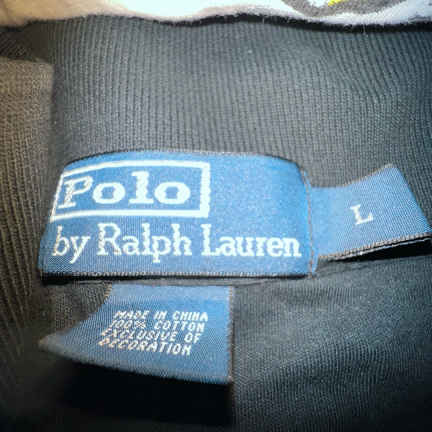 Polo
by Ralph Lauren
L
MADE IN CHINA
100% COTTON
EXCLUSIVE OF
DECORATION